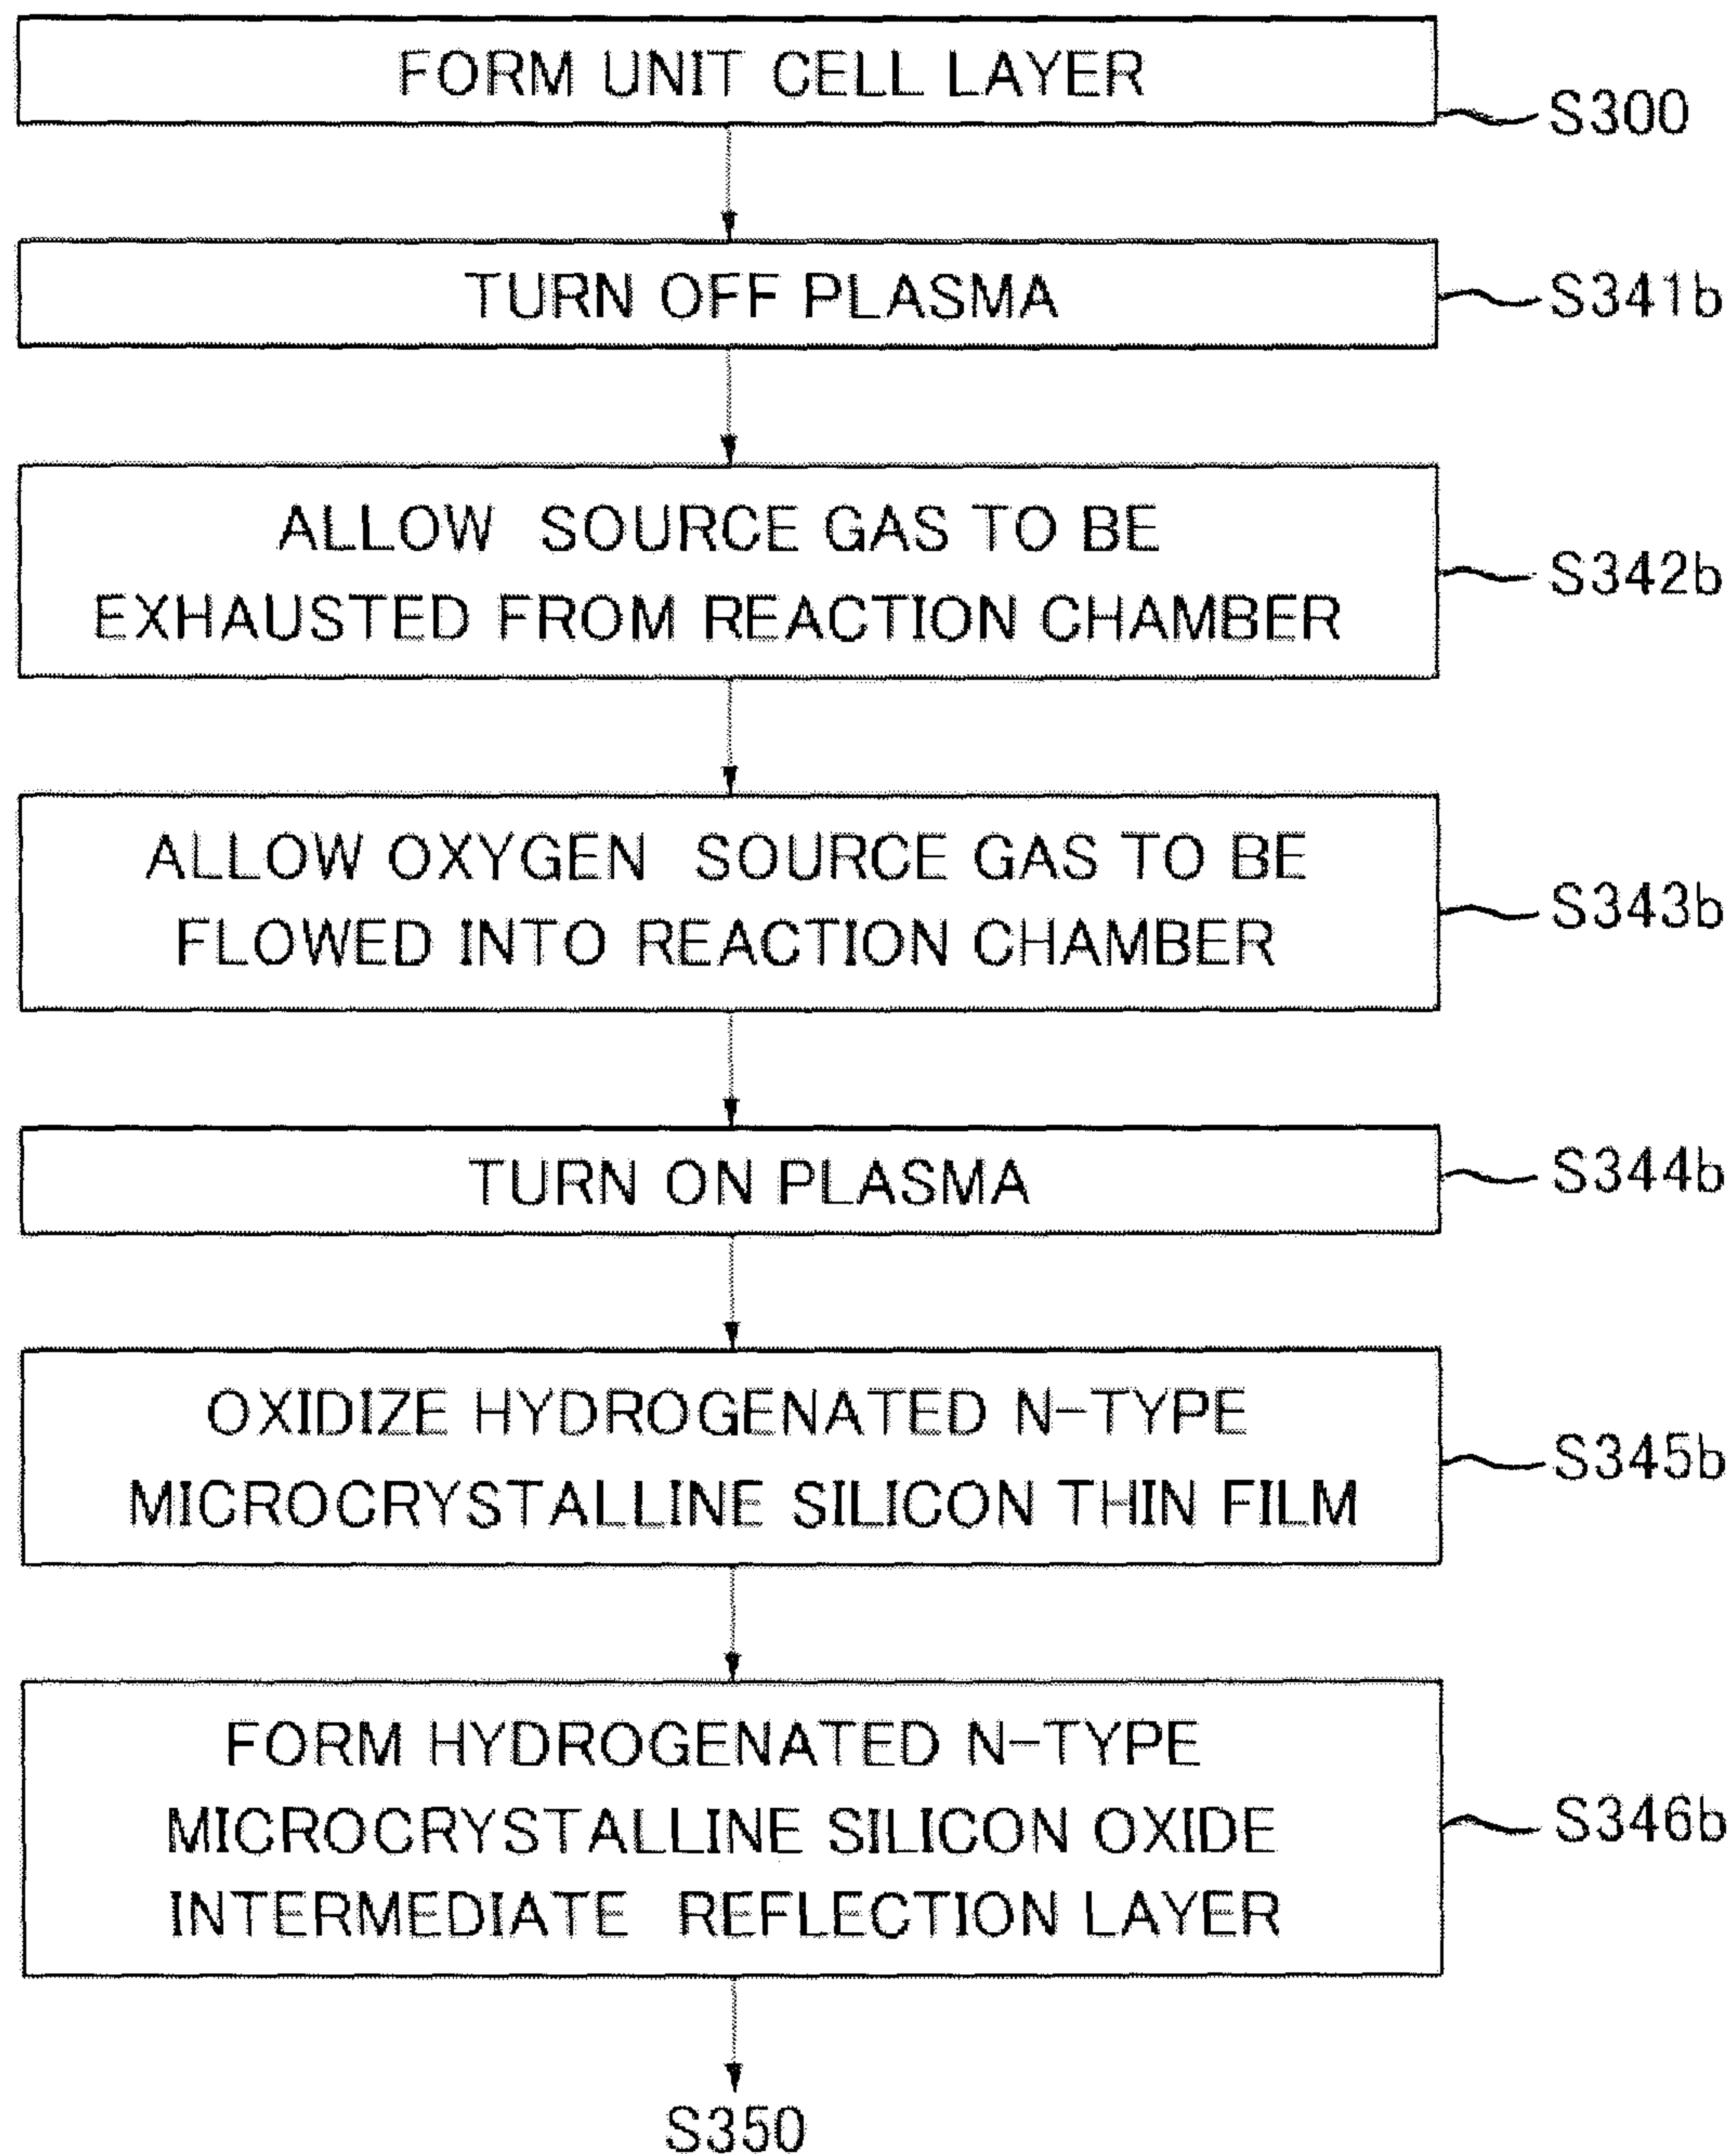 FORM UNIT CELL LAYER
S300
TURN OFF PLASMA
S341b
ALLOW SOURCE GAS TO BE
EXHAUSTED FROM REACTION CHAMBER
S342b
ALLOW OXYGEN SOURCE GAS TO BE
FLOWED INTO REACTION CHAMBER
S343b
TURN ON PLASMA
S344b
OXIDIZE HYDROGENATED N-TYPE
MICROCRYSTALLINE SILICON THIN FILM
S345b
FORM HYDROGENATED N-TYPE
MICROCRYSTALLINE SILICON OXIDE
INTERMEDIATE REFLECTION LAYER
S346b
S350